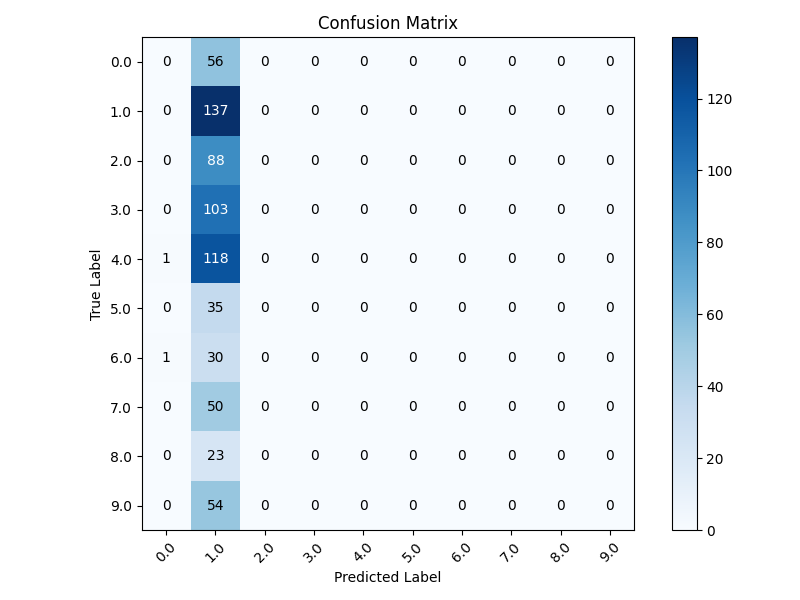 Confusion Matrix
True Label
0.0 0 56 0 0 0 0 0 0 0 0
1.0 0 137 0 0 0 0 0 0 0 0
2.0 0 88 0 0 0 0 0 0 0 0
3.0 0 103 0 0 0 0 0 0 0 0
4.0 1 118 0 0 0 0 0 0 0 0
5.0 0 35 0 0 0 0 0 0 0 0
6.0 1 30 0 0 0 0 0 0 0 0
7.0 0 50 0 0 0 0 0 0 0 0
8.0 0 23 0 0 0 0 0 0 0 0
9.0 0 54 0 0 0 0 0 0 0 0
0.0 1.0 2.0 3.0 4.0 5.0 6.0 7.0 8.0 9.0
Predicted Label
120
100
80
60
40
20
0